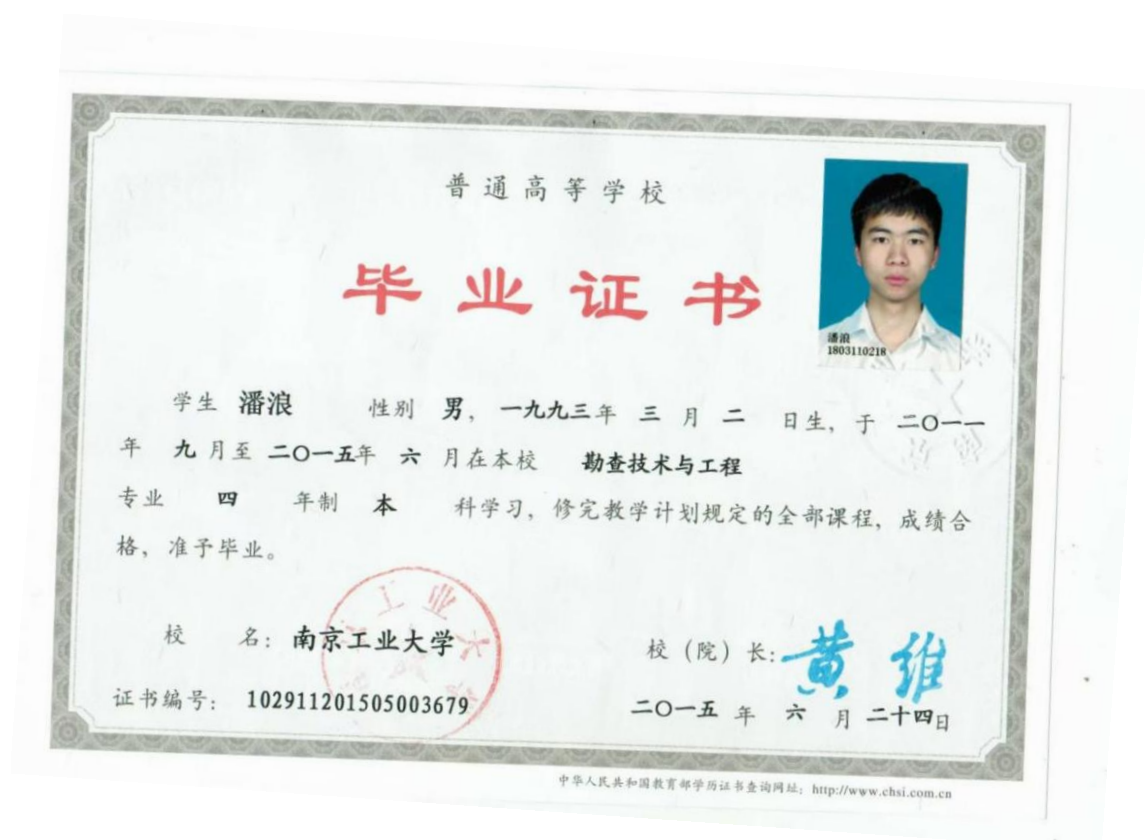 普通高等学校
毕业证书
潘浪
1803110218
学生 潘浪 性别 男，一九九三年 三 月 二 日生，于 二〇一一
年 九 月至 二〇一五年 六 月在本校 勘查技术与工程
专业 四 年制 本 科学习，修完教学计划规定的全部课程，成绩合
格，准予毕业。
校 名：南京工业大学
校（院）长：黄维
证书编号：102911201505003679
二〇一五 年 六 月 二十四日
中华人民共和国教育部学历证书查询网址：http://www.chsi.com.cn